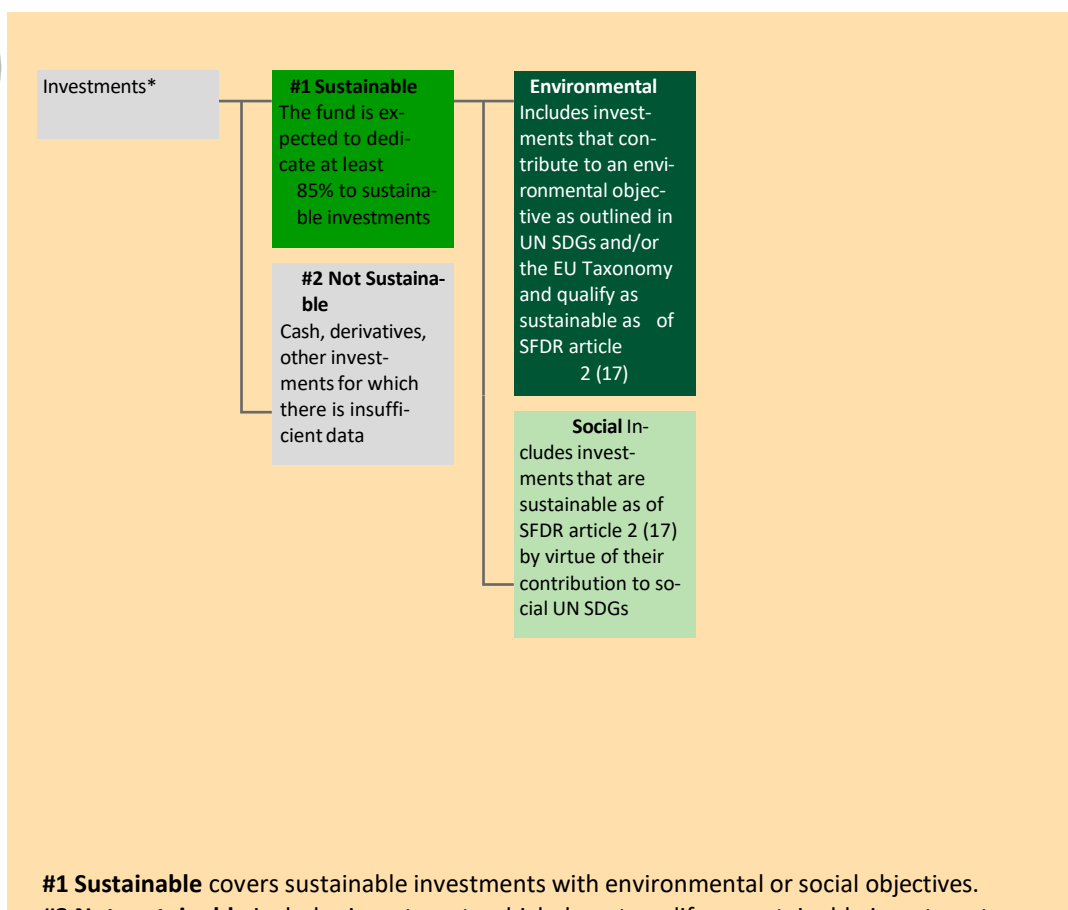 Investments*
#1 Sustainable
The fund is ex-
pected to dedi-
cate at least
85% to sustaina-
ble investments
#2 Not Sustaina-
ble
Cash, derivatives,
other invest-
ments for which
there is insuffi-
cient data
Environmental
Includes invest-
ments that con-
tribute to an envi-
ronmental objec-
tive as outlined in
UN SDGs and/or
the EU Taxonomy
and qualify as
sustainable as of
SFDR article
2 (17)
Social In-
cludes invest-
ments that are
sustainable as of
SFDR article 2 (17)
by virtue of their
contribution to so-
cial UN SDGs
#1 Sustainable covers sustainable investments with environmental or social objectives.